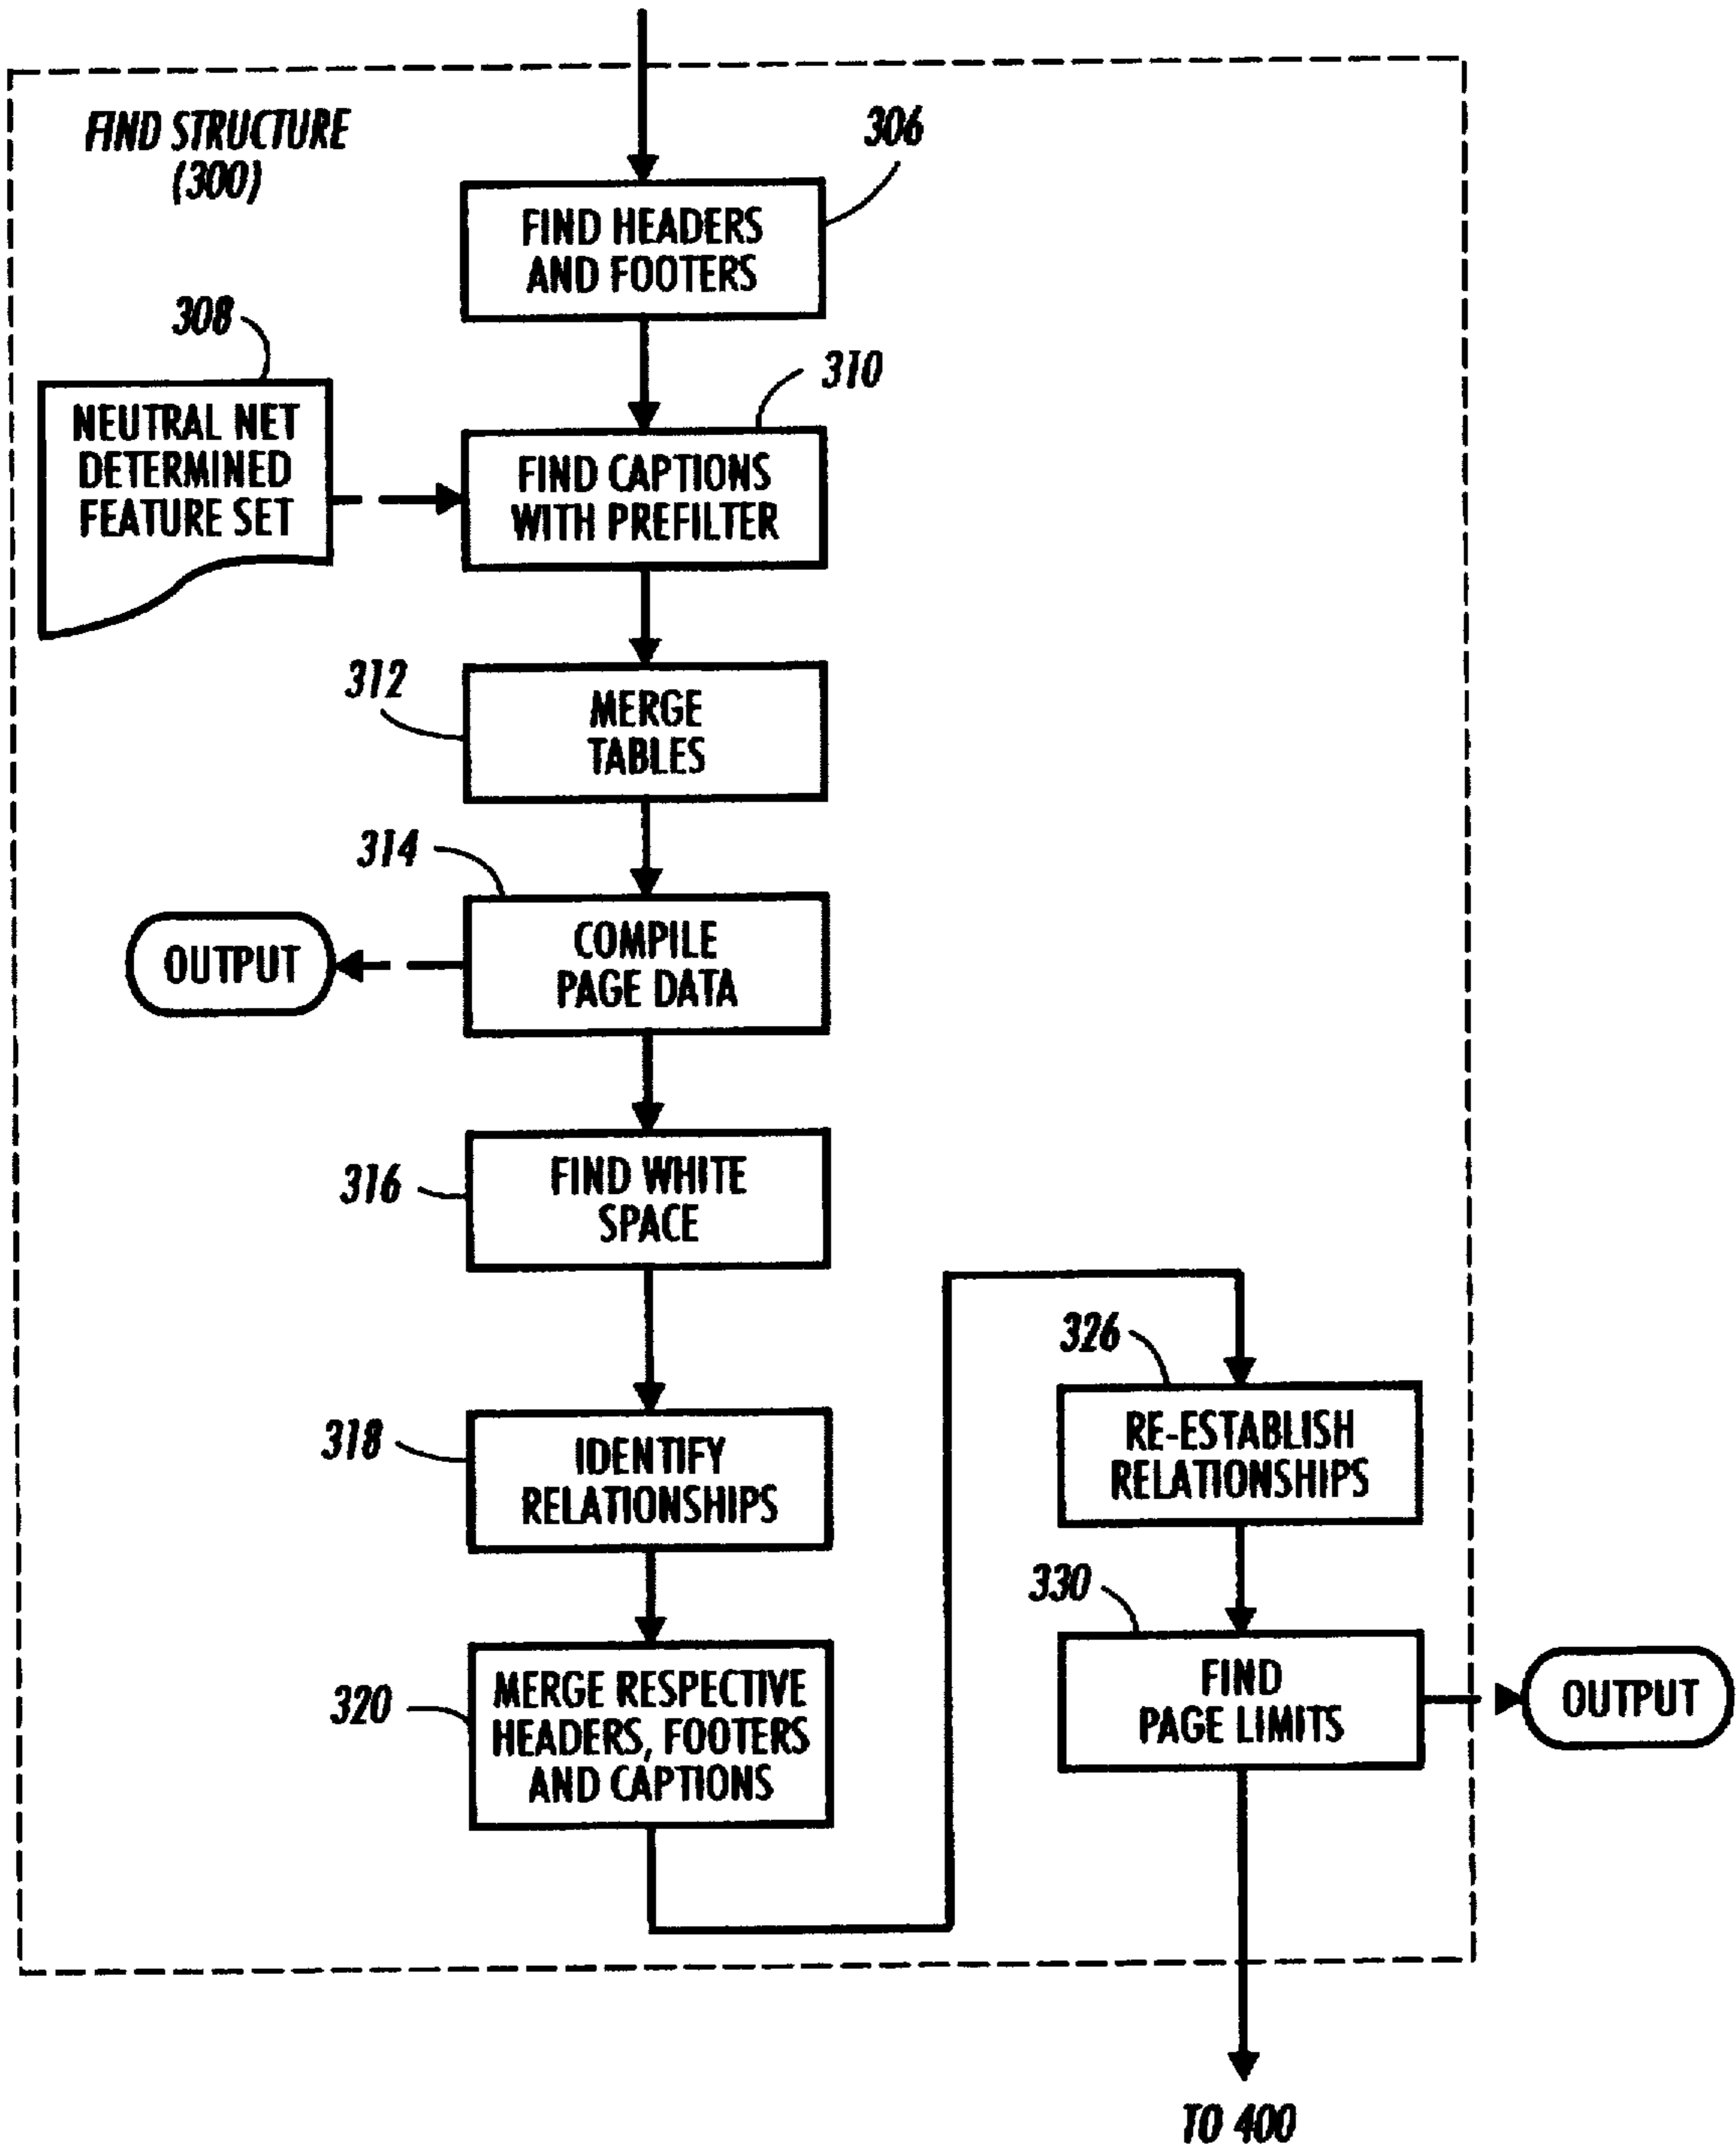 FIND STRUCTURE
(300)
306
FIND HEADERS
AND FOOTERS
308
NEUTRAL NET
DETERMINED
FEATURE SET
310
FIND CAPTIONS
WITH PREFILTER
312
MERGE
TABLES
314
COMPILE
PAGE DATA
OUTPUT
316
FIND WHITE
SPACE
318
IDENTIFY
RELATIONSHIPS
320
MERGE RESPECTIVE
HEADERS, FOOTERS
AND CAPTIONS
326
RE-ESTABLISH
RELATIONSHIPS
330
FIND
PAGE LIMITS
OUTPUT
TO 400